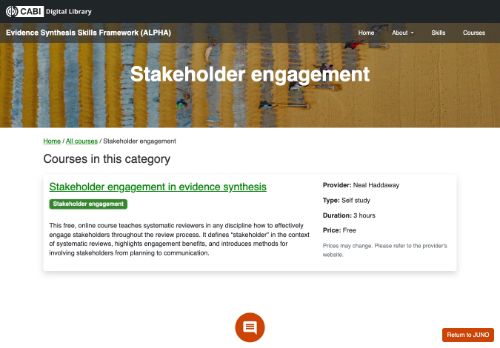 CABI Digital Library
Evidence Synthesis Skills Framework (ALPHA)
Home About Skills Courses
Stakeholder engagement
Home / All courses / Stakeholder engagement
Courses in this category
Stakeholder engagement in evidence synthesis
Stakeholder engagement
This free, online course teaches systematic reviewers in any discipline how to effectively
engage stakeholders throughout the review process. It defines "stakeholder" in the context
of systematic reviews, highlights engagement benefits, and introduces methods for
involving stakeholders from planning to communication.
Provider: Neal Haddaway
Type: Self study
Duration: 3 hours
Price: Free
Prices may change. Please refer to the provider's
website.
Return to JUNO